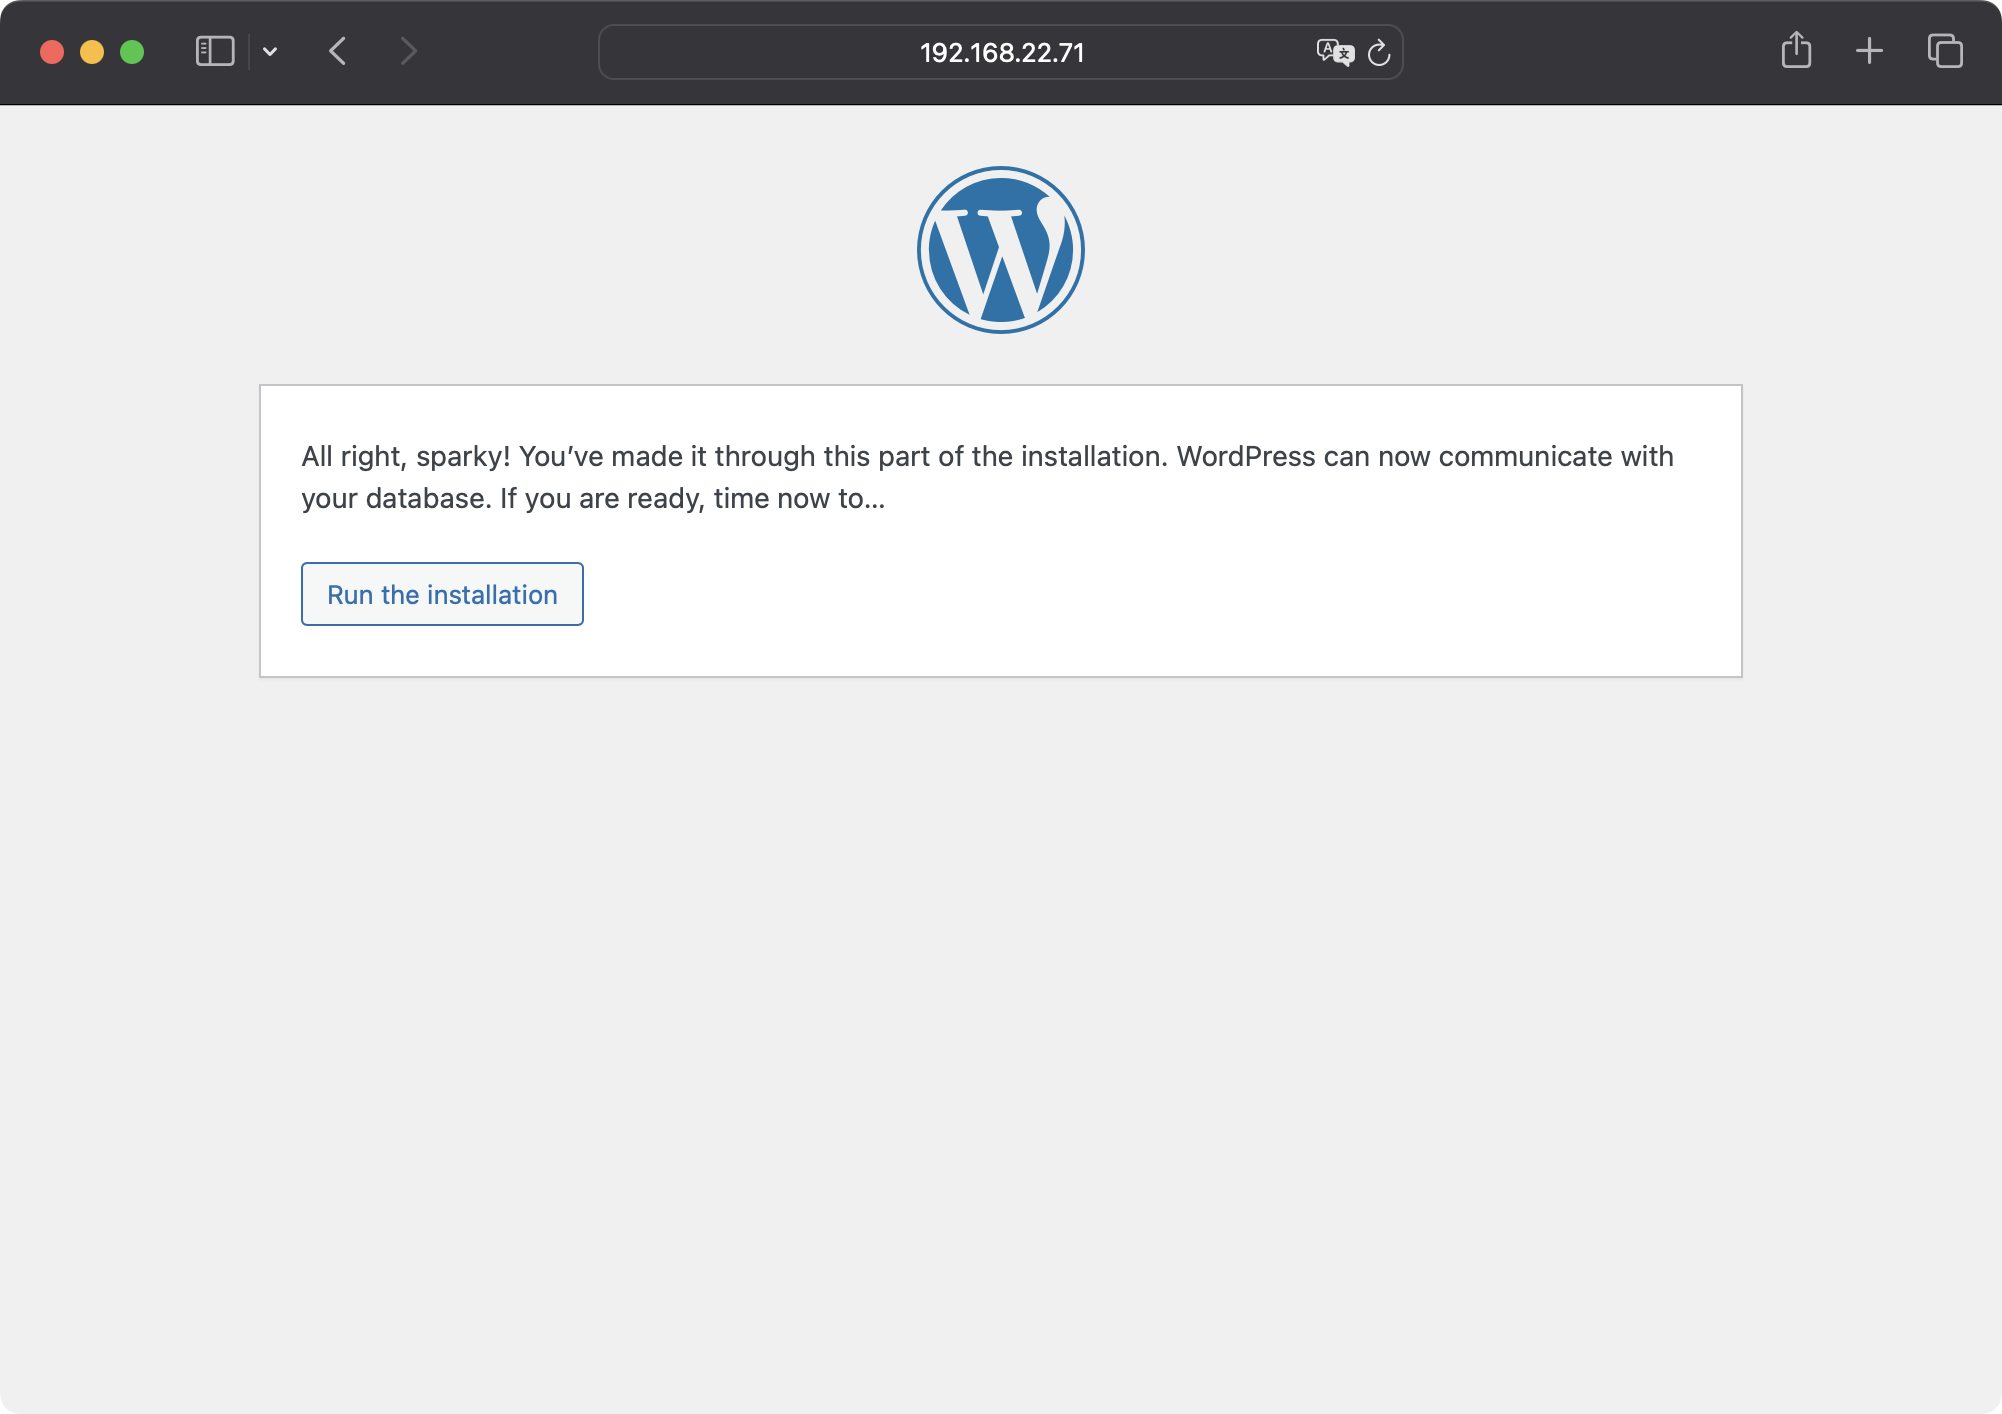 192.168.22.71
All right, sparky! You’ve made it through this part of the installation. WordPress can now communicate with
your database. If you are ready, time now to…
Run the installation